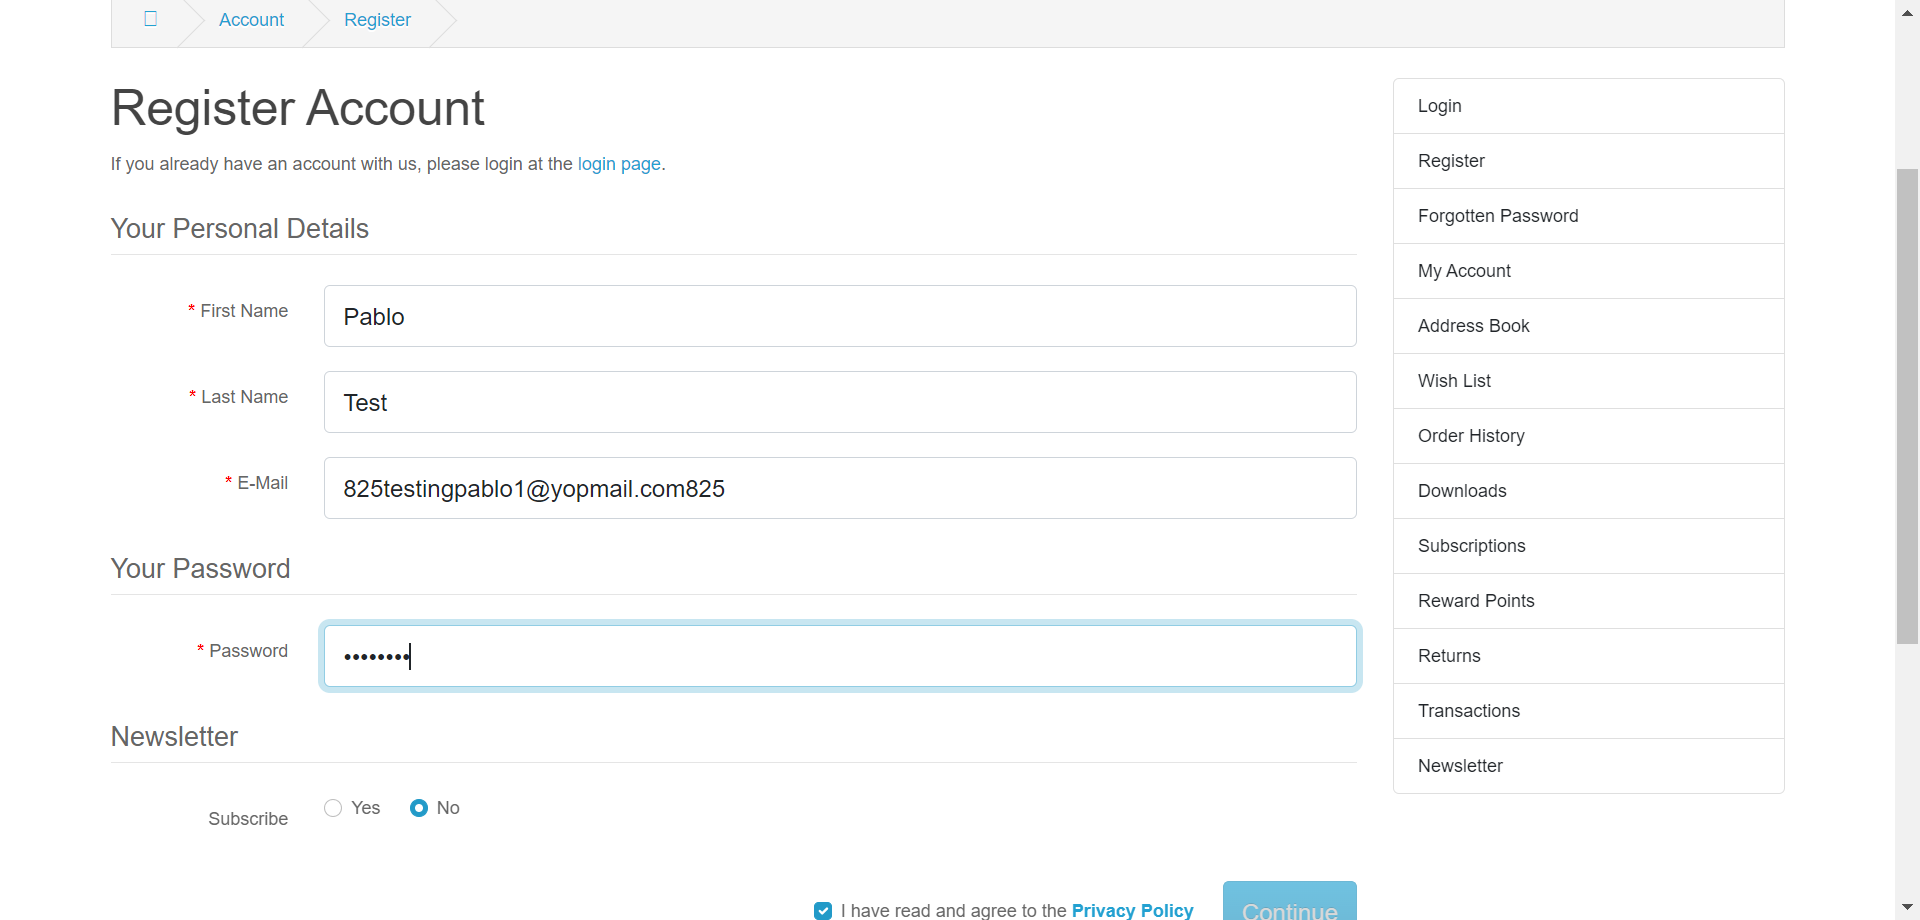 Account
Register
Register Account
If you already have an account with us, please login at the login page.
Your Personal Details
* First Name
Pablo
* Last Name
Test
* E-Mail
825testingpablo1@yopmail.com825
Your Password
* Password
••••••••
Newsletter
Subscribe
Yes
No
I have read and agree to the Privacy Policy
Continue
Login
Register
Forgotten Password
My Account
Address Book
Wish List
Order History
Downloads
Subscriptions
Reward Points
Returns
Transactions
Newsletter